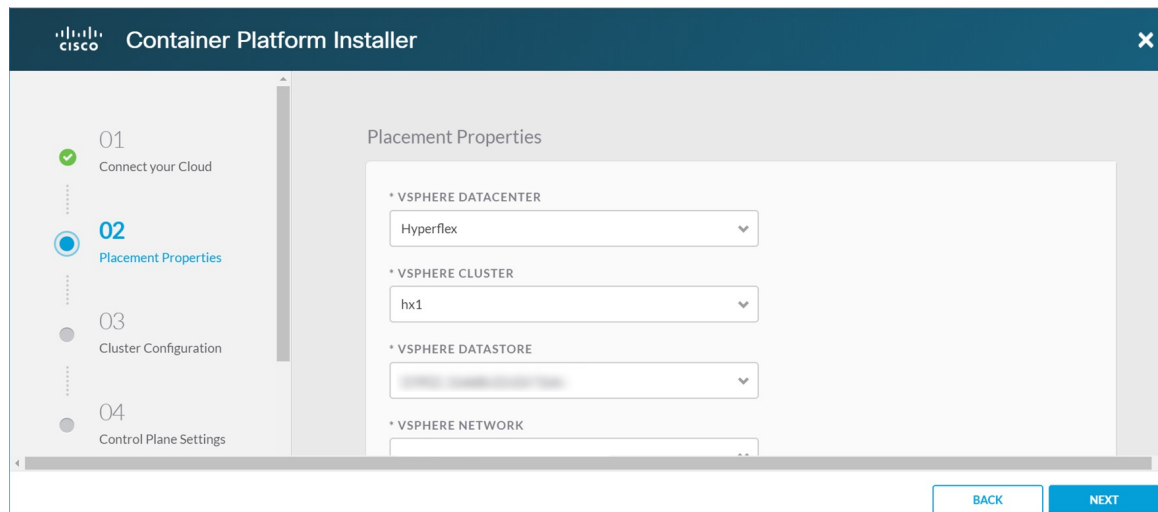 cisco Container Platform Installer
01
Connect your Cloud
02
Placement Properties
03
Cluster Configuration
04
Control Plane Settings
Placement Properties
* VSPHERE DATACENTER
Hyperflex
* VSPHERE CLUSTER
hx1
* VSPHERE DATASTORE
* VSPHERE NETWORK
BACK
NEXT